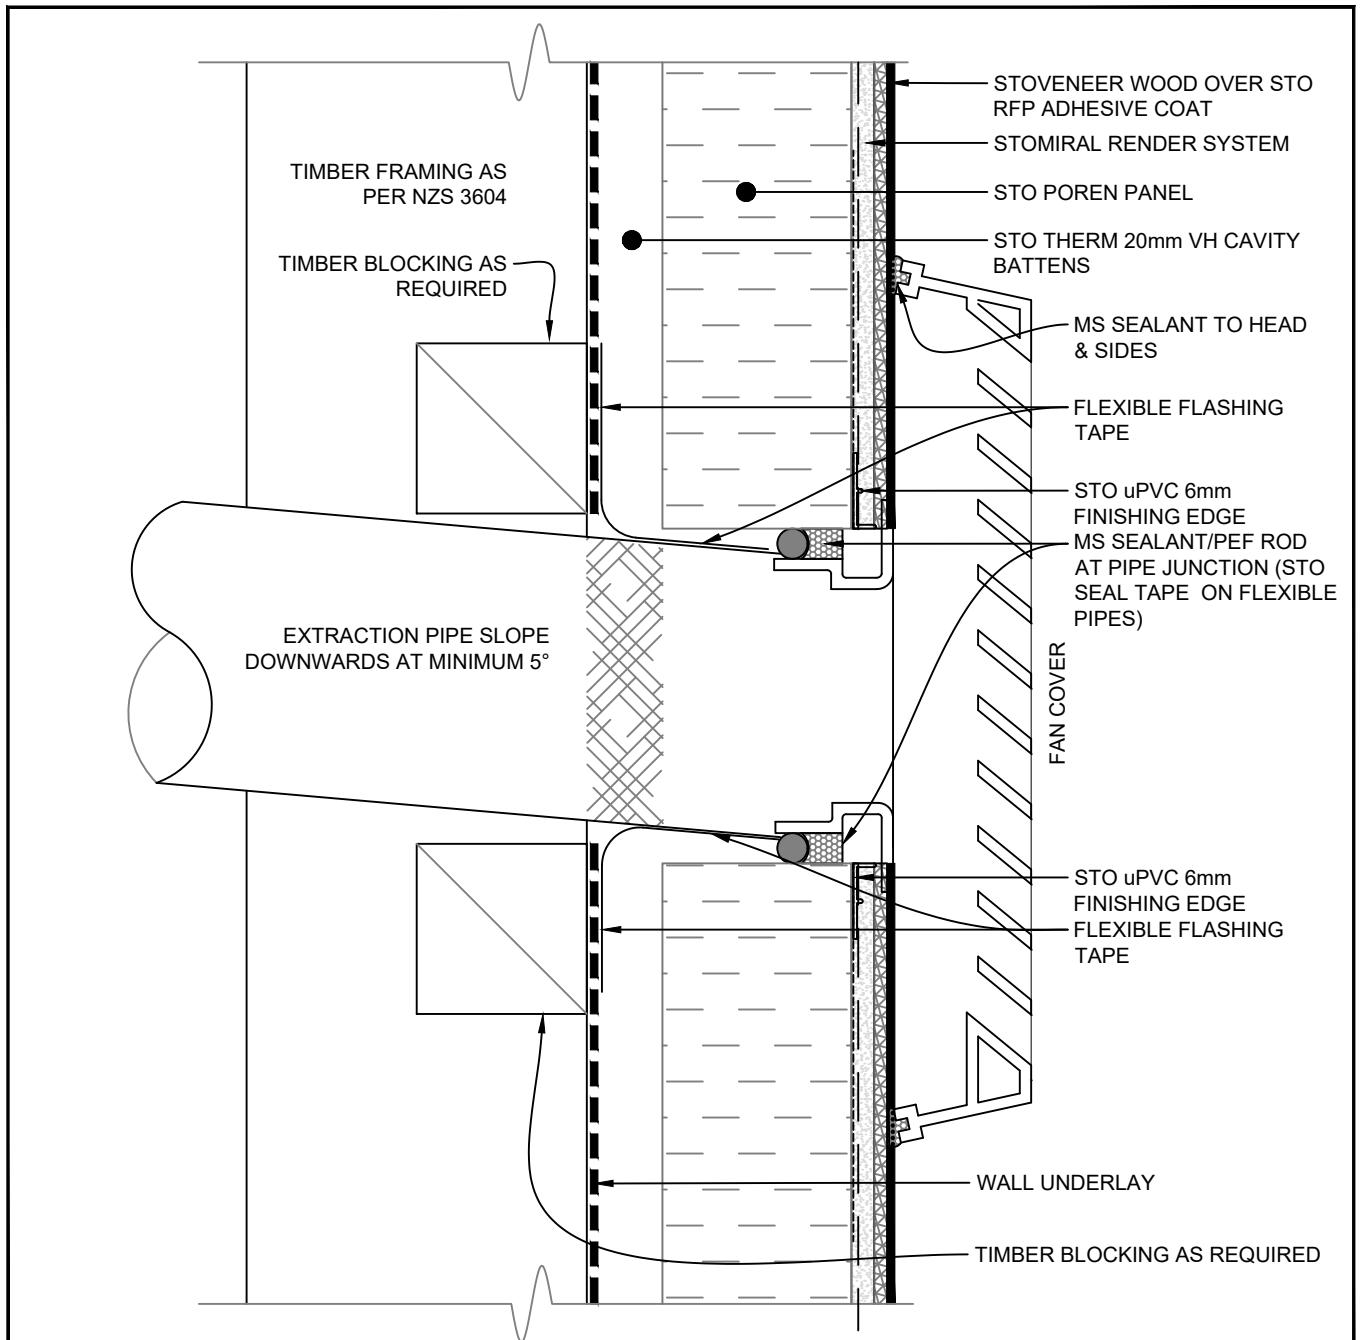 STOVENEER WOOD OVER STO
RFP ADHESIVE COAT
STOMIRAL RENDER SYSTEM
TIMBER FRAMING AS
PER NZS 3604
STO POREN PANEL
STO THERM 20mm VH CAVITY
BATTENS
TIMBER BLOCKING AS
REQUIRED
MS SEALANT TO HEAD
& SIDES
FLEXIBLE FLASHING
TAPE
STO uPVC 6mm
FINISHING EDGE
MS SEALANT/PEF ROD
AT PIPE JUNCTION (STO
SEAL TAPE ON FLEXIBLE
PIPES)
EXTRACTION PIPE SLOPE
DOWNWARDS AT MINIMUM 5°
FAN COVER
STO uPVC 6mm
FINISHING EDGE
FLEXIBLE FLASHING
TAPE
WALL UNDERLAY
TIMBER BLOCKING AS REQUIRED